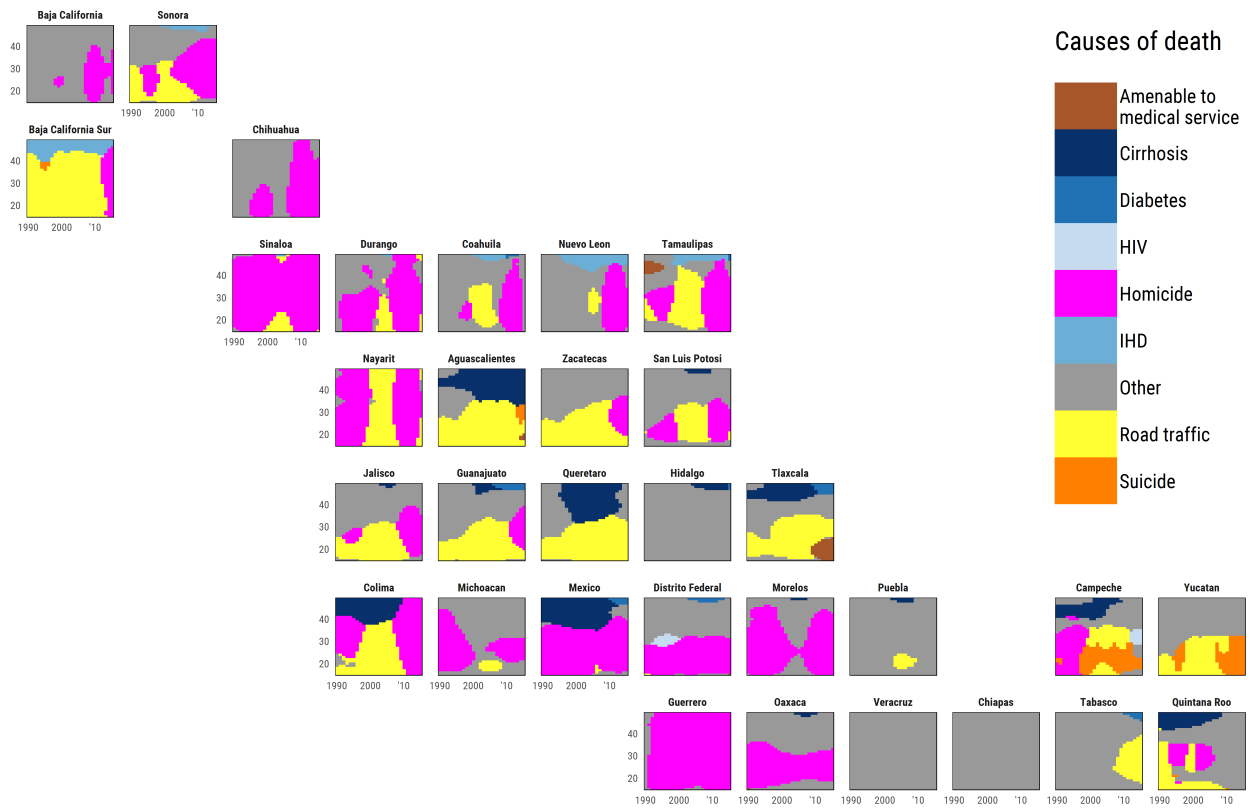 Baja California Sonora
40
30
20
1990 2000 '10
Baja California Sur Chihuahua
40
30
20
1990 2000 '10
Sinaloa Durango Coahuila Nuevo Leon Tamaulipas
40
30
20
1990 2000 '10
Nayarit Aguascalientes Zacatecas San Luis Potosi
40
30
20
Jalisco Guanajuato Queretaro Hidalgo Tlaxcala
40
30
20
Colima Michoacan Mexico Distrito Federal Morelos Puebla Campeche Yucatan
40
30
20
1990 2000 '10 1990 2000 '10 1990 2000 '10 1990 2000 '10
Guerrero Oaxaca Veracruz Chiapas Tabasco Quintana Roo
40
30
20
1990 2000 '10 1990 2000 '10 1990 2000 '10 1990 2000 '10 1990 2000 '10 1990 2000 '10
Causes of death
Amenable to
medical service
Cirrhosis
Diabetes
HIV
Homicide
IHD
Other
Road traffic
Suicide